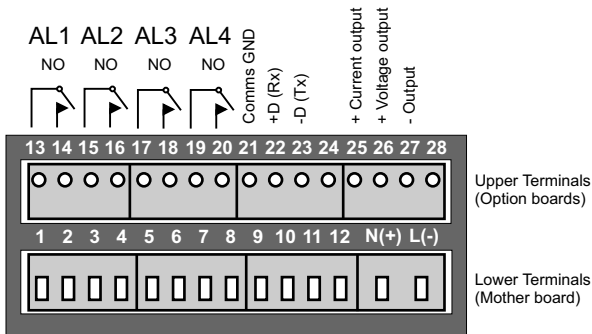 AL1 AL2 AL3 AL4
NO NO NO NO
Comms GND
+D (Rx)
-D (Tx)
+ Current output
+ Voltage output
- Output
13 14 15 16 17 18 19 20 21 22 23 24 25 26 27 28
Upper Terminals
(Option boards)
1 2 3 4 5 6 7 8 9 10 11 12 N(+) L(-)
Lower Terminals
(Mother board)